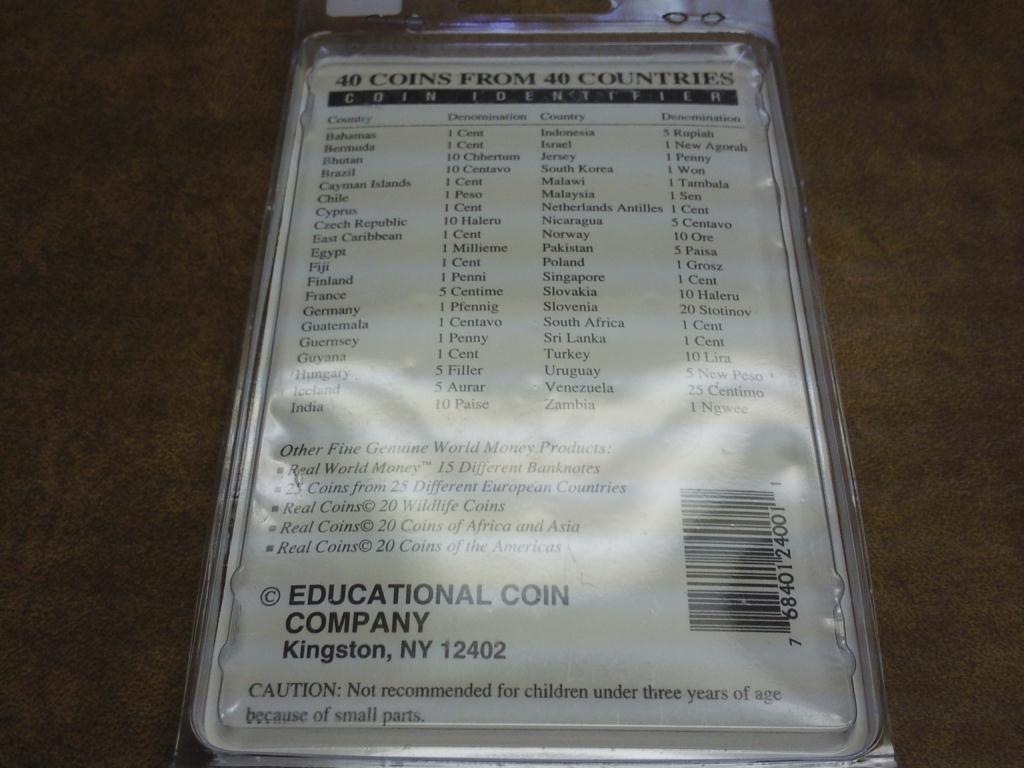 40 COINS FROM 40 COUNTRIES
COIN IDENTIFIER
Country Denomination Country Denomination
Bahamas 1 Cent Indonesia 5 Rupiah
Bermuda 1 Cent Israel 1 New Agorah
Bhutan 10 Chhertum Jersey 1 Penny
Brazil 10 Centavo South Korea 1 Won
Cayman Islands 1 Cent Malawi 1 Tambala
Chile 1 Peso Malaysia 1 Sen
Cyprus 1 Cent Netherlands Antilles 1 Cent
Czech Republic 10 Haleru Nicaragua 5 Centavo
East Caribbean 1 Cent Norway 10 Ore
Egypt 1 Millieme Pakistan 5 Paisa
Fiji 1 Cent Poland 1 Grosz
Finland 1 Penni Singapore 1 Cent
France 5 Centime Slovakia 10 Haleru
Germany 1 Pfennig Slovenia 20 Stotinov
Guatemala 1 Centavo South Africa 1 Cent
Guernsey 1 Penny Sri Lanka 1 Cent
Guyana 1 Cent Turkey 10 Lira
Hungary 5 Filler Uruguay 5 New Peso
Iceland 5 Aurar Venezuela 25 Centimo
India 10 Paise Zambia 1 Ngwee
Other Fine Genuine World Money Products:
▪ Real World Money™ 15 Different Banknotes
▪ 25 Coins from 25 Different European Countries
▪ Real Coins© 20 Wildlife Coins
▪ Real Coins© 20 Coins of Africa and Asia
▪ Real Coins© 20 Coins of the Americas
© EDUCATIONAL COIN
COMPANY
Kingston, NY 12402
7 68401 24001 1
CAUTION: Not recommended for children under three years of age
because of small parts.